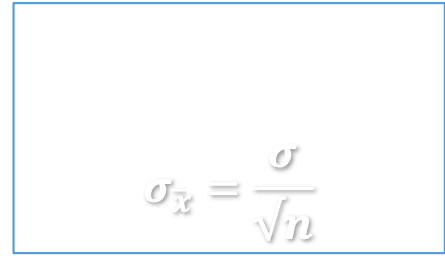 σ_x̄ = σ / √n